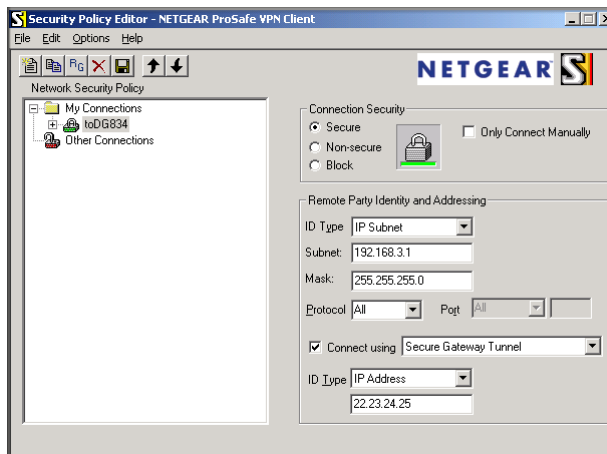 Security Policy Editor - NETGEAR ProSafe VPN Client
File Edit Options Help
RG
NETGEAR S
Network Security Policy
My Connections
toDG834
Other Connections
Connection Security
Secure
Non-secure
Block
Only Connect Manually
Remote Party Identity and Addressing
ID Type IP Subnet
Subnet: 192.168.3.1
Mask: 255.255.255.0
Protocol All Port All
Connect using Secure Gateway Tunnel
ID Type IP Address
22.23.24.25